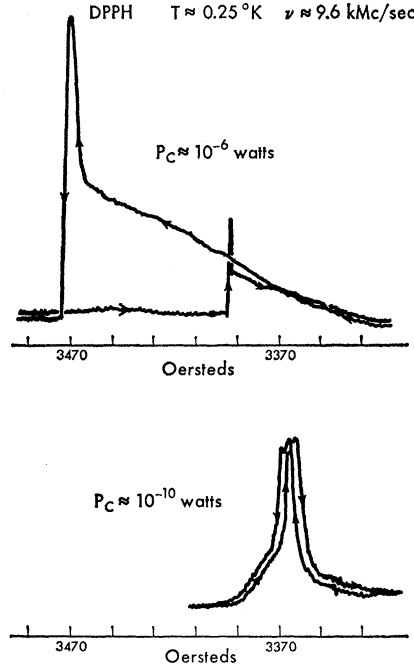 DPPH T ≈ 0.25 °K ν ≈ 9.6 kMc/sec
P_C ≈ 10⁻⁶ watts
3470 3370
Oersteds
P_C ≈ 10⁻¹⁰ watts
3470 3370
Oersteds